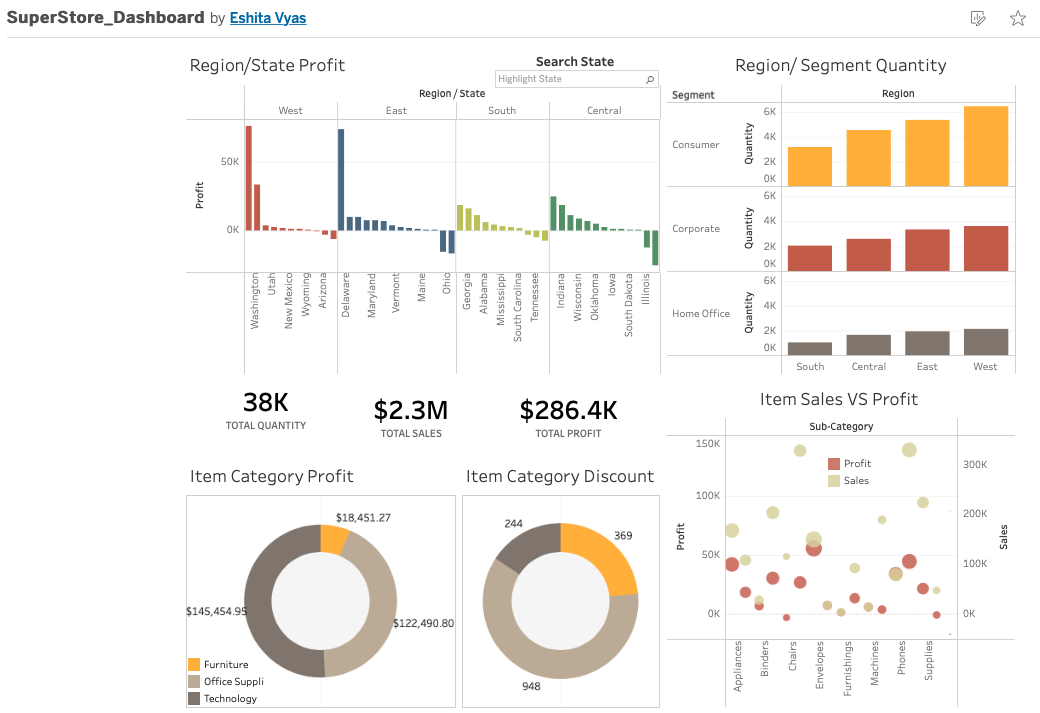 SuperStore_Dashboard by Eshita Vyas
Region/State Profit
Search State
Highlight State
Region / State
West East South Central
Profit
50K
0K
Washington
Utah
New Mexico
Wyoming
Arizona
Delaware
Maryland
Vermont
Maine
Ohio
Georgia
Alabama
Mississippi
South Carolina
Tennessee
Indiana
Wisconsin
Oklahoma
Iowa
South Dakota
Illinois
Region/ Segment Quantity
Segment Region
Consumer
Quantity
6K
4K
2K
0K
Corporate
Quantity
6K
4K
2K
0K
Home Office
Quantity
6K
4K
2K
0K
South Central East West
38K
TOTAL QUANTITY
$2.3M
TOTAL SALES
$286.4K
TOTAL PROFIT
Item Category Profit
$18,451.27
$145,454.95
$122,490.80
Furniture
Office Suppli
Technology
Item Category Discount
244
369
948
Item Sales VS Profit
Sub-Category
Profit
Sales
Profit
150K
100K
50K
0K
300K
200K
100K
0K
Sales
Appliances
Binders
Chairs
Envelopes
Furnishings
Machines
Phones
Supplies